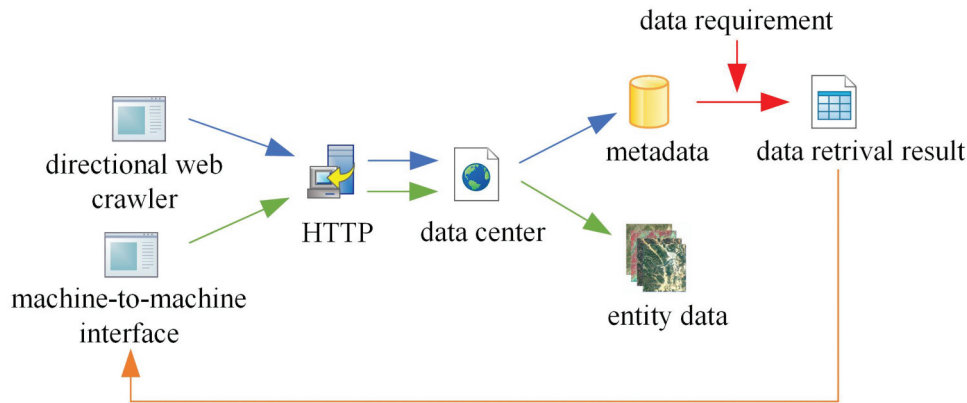 data requirement
directional web
crawler
HTTP
data center
metadata
data retrival result
machine-to-machine
interface
entity data